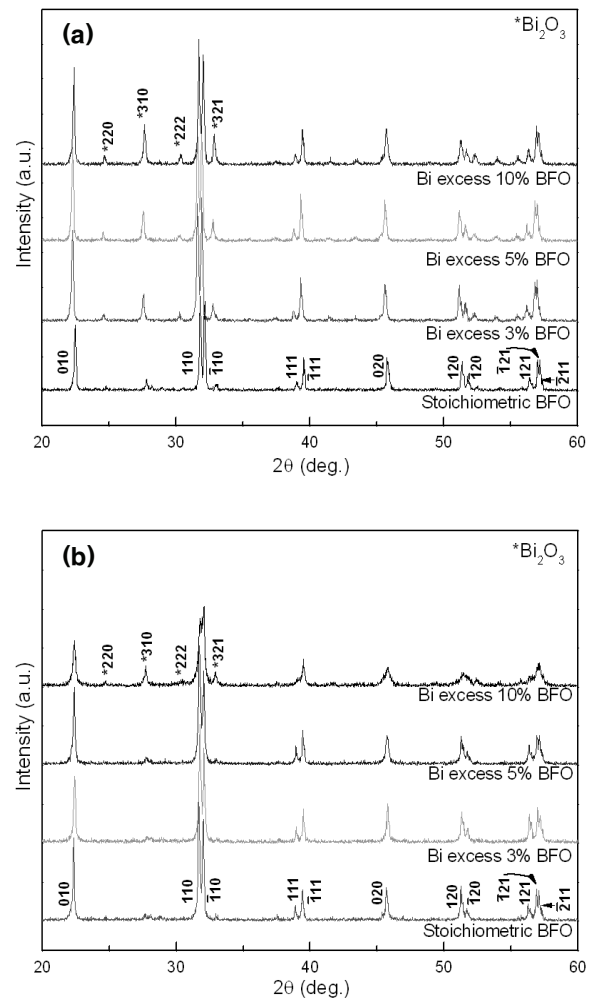 (a)
*Bi₂O₃
*220
*310
*222
*321
Bi excess 10% BFO
Bi excess 5% BFO
Bi excess 3% BFO
010
110
1̅10
111
1̅11
020
120
1̅20
1̅21
121
2̅11
Stoichiometric BFO
Intensity (a.u.)
20 30 40 50 60
2θ (deg.)
(b)
*Bi₂O₃
*220
*310
*222
*321
Bi excess 10% BFO
Bi excess 5% BFO
Bi excess 3% BFO
010
110
1̅10
111
1̅11
020
120
1̅20
1̅21
121
2̅11
Stoichiometric BFO
Intensity (a.u.)
20 30 40 50 60
2θ (deg.)